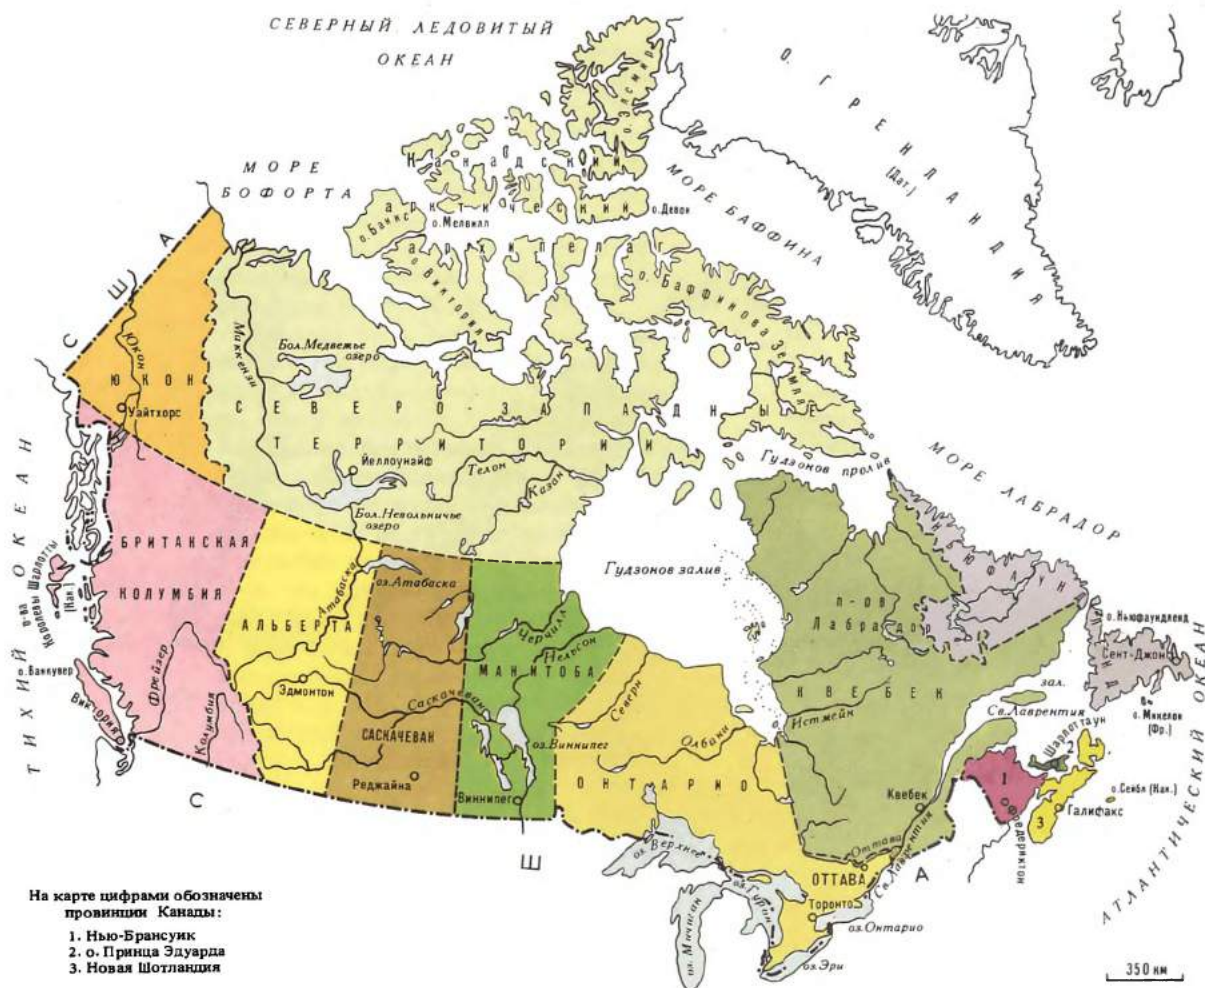 СЕВЕРНЫЙ ЛЕДОВИТЫЙ
ОКЕАН
МОРЕ
БОФОРТА
Канадский
арктический
архипелаг
о. Элсмир
о. ГРЕНЛАНДИЯ
(Дат.)
МОРЕ БАФФИНА
о. Девон
о. Банкс
о. Мелвилл
о. Виктория
о. Баффинова Земля
США
Юкон
ЮКОН
Уайтхорс
Маккензи
Бол. Медвежье
озеро
СЕВЕРО-ЗАПАДНЫЕ
ТЕРРИТОРИИ
Йеллоунайф
Телон
Казан
Бол. Невольничье
озеро
Гудзонов пролив
МОРЕ ЛАБРАДОР
Гудзонов залив
ТИХИЙ ОКЕАН
о-ва
Королевы Шарлотты
(Кан.)
БРИТАНСКАЯ
КОЛУМБИЯ
о. Ванкувер
Виктория
Фрейзер
Колумбия
Атабаска
оз. Атабаска
АЛЬБЕРТА
Эдмонтон
Саскачеван
САСКАЧЕВАН
Реджайна
Черчилл
Нельсон
МАНИТОБА
оз. Виннипег
Виннипег
Северн
Олбани
ОНТАРИО
Истмейн
КВЕБЕК
п-ов
Лабрадор
НЬЮФАУНДЛЕНД
о. Ньюфаундленд
Сент-Джонс
зал.
Св. Лаврентия
о. Микелон
(Фр.)
Шарлоттаун
1
2
3
о. Сейбл (Кан.)
Галифакс
Фредериктон
Квебек
Оттава
ОТТАВА
Св. Лаврентия
Торонто
оз. Онтарио
оз. Верхнее
оз. Гурон
оз. Мичиган
оз. Эри
США
АТЛАНТИЧЕСКИЙ ОКЕАН
На карте цифрами обозначены
провинции Канады:
1. Нью-Брансуик
2. о. Принца Эдуарда
3. Новая Шотландия
350 км